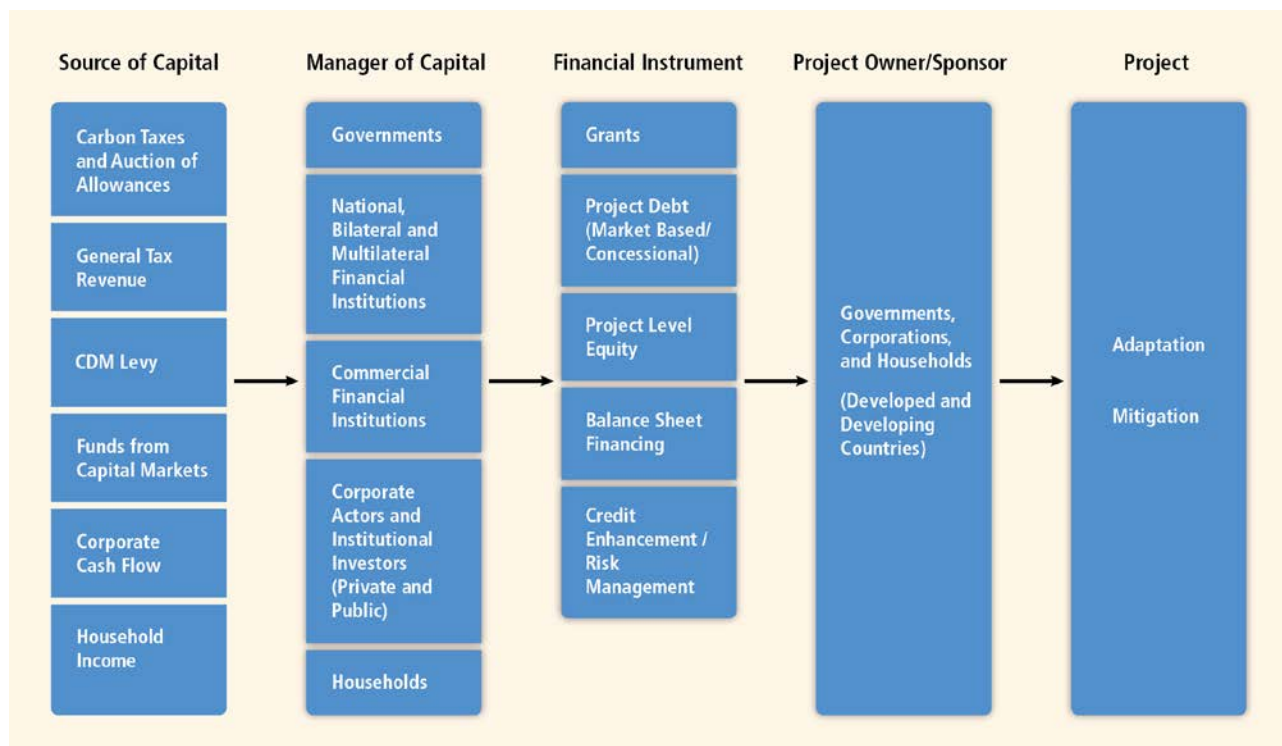 Source of Capital
Carbon Taxes
and Auction of
Allowances
General Tax
Revenue
CDM Levy
Funds from
Capital Markets
Corporate
Cash Flow
Household
Income
Manager of Capital
Governments
National,
Bilateral and
Multilateral
Financial
Institutions
Commercial
Financial
Institutions
Corporate
Actors and
Institutional
Investors
(Private and
Public)
Households
Financial Instrument
Grants
Project Debt
(Market Based/
Concessional)
Project Level
Equity
Balance Sheet
Financing
Credit
Enhancement /
Risk
Management
Project Owner/Sponsor
Governments,
Corporations,
and Households
(Developed and
Developing
Countries)
Project
Adaptation
Mitigation